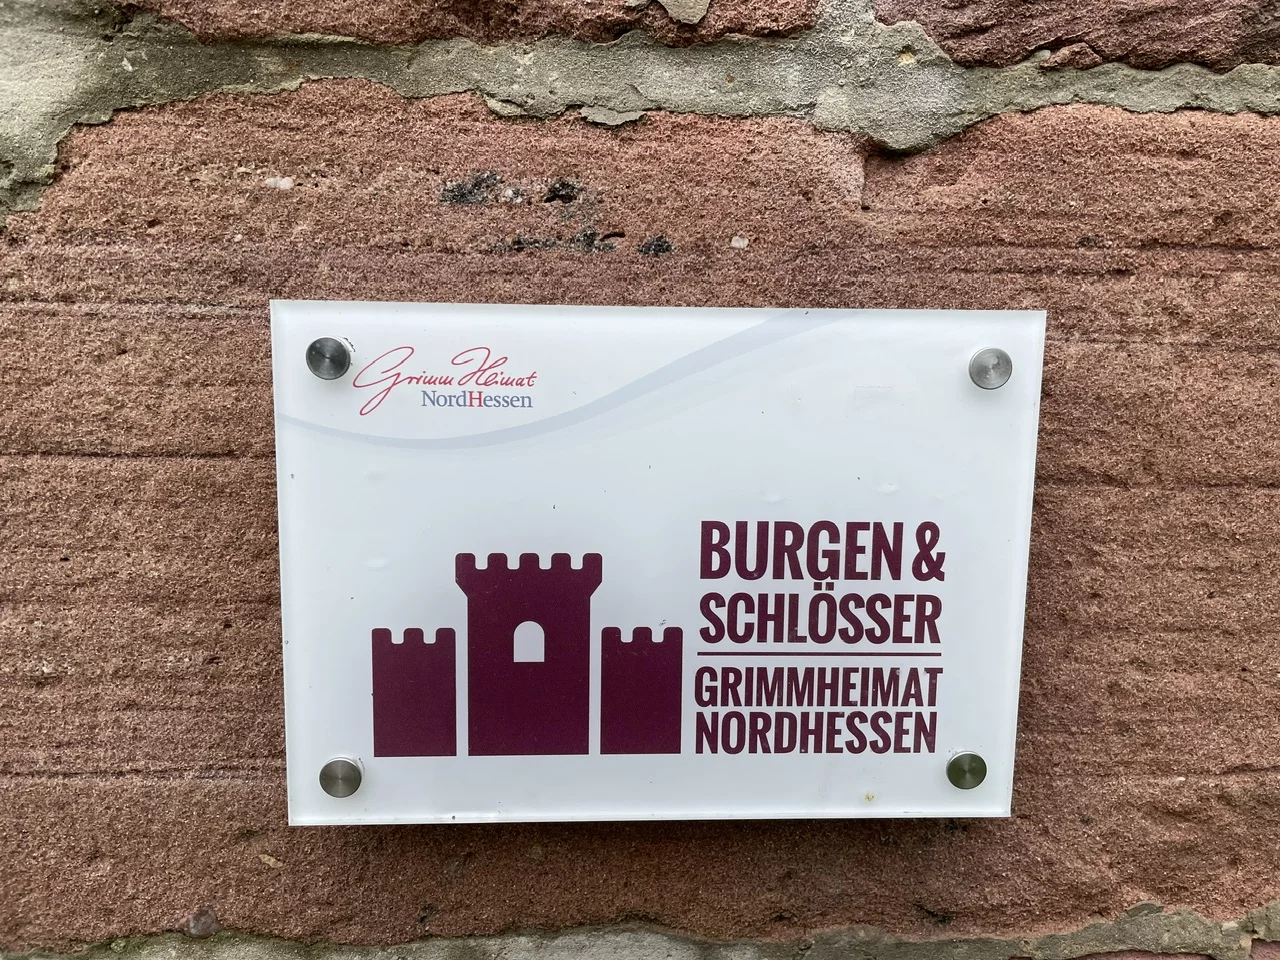 Grimm Heimat
NordHessen
BURGEN &
SCHLÖSSER
GRIMMHEIMAT
NORDHESSEN